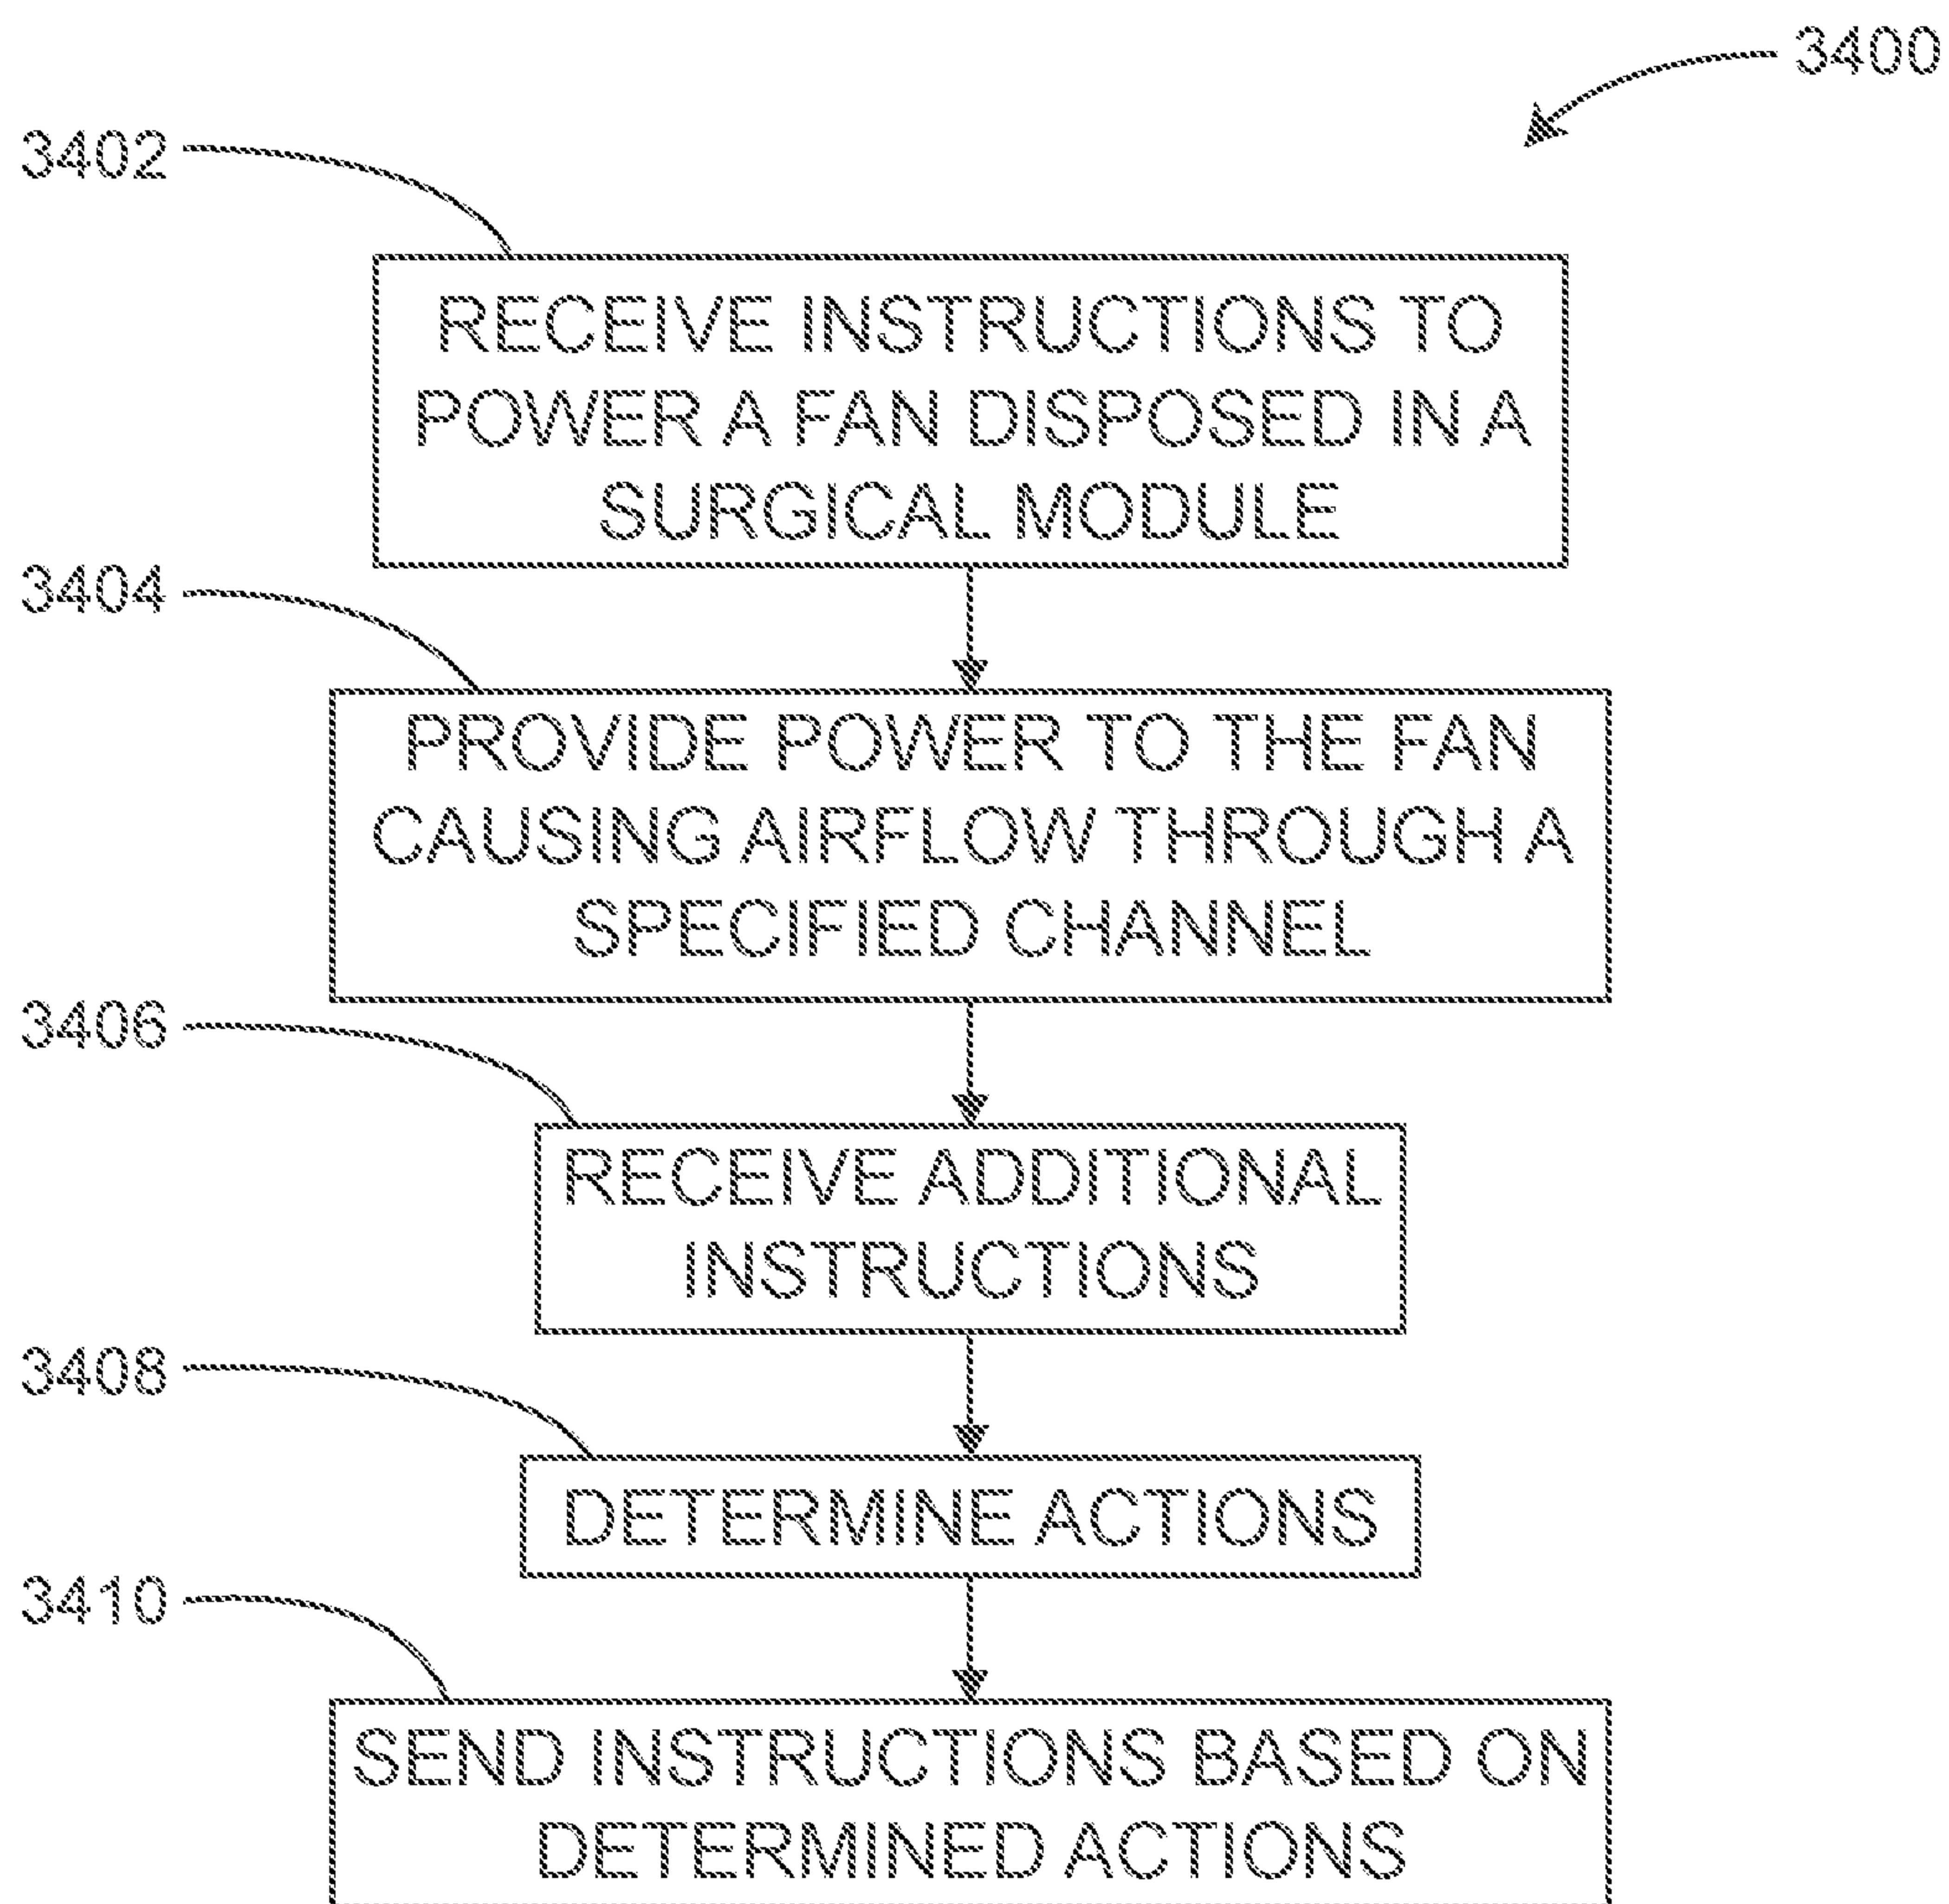 3400
3402
RECEIVE INSTRUCTIONS TO
POWER A FAN DISPOSED IN A
SURGICAL MODULE
3404
PROVIDE POWER TO THE FAN
CAUSING AIRFLOW THROUGH A
SPECIFIED CHANNEL
3406
RECEIVE ADDITIONAL
INSTRUCTIONS
3408
DETERMINE ACTIONS
3410
SEND INSTRUCTIONS BASED ON
DETERMINED ACTIONS